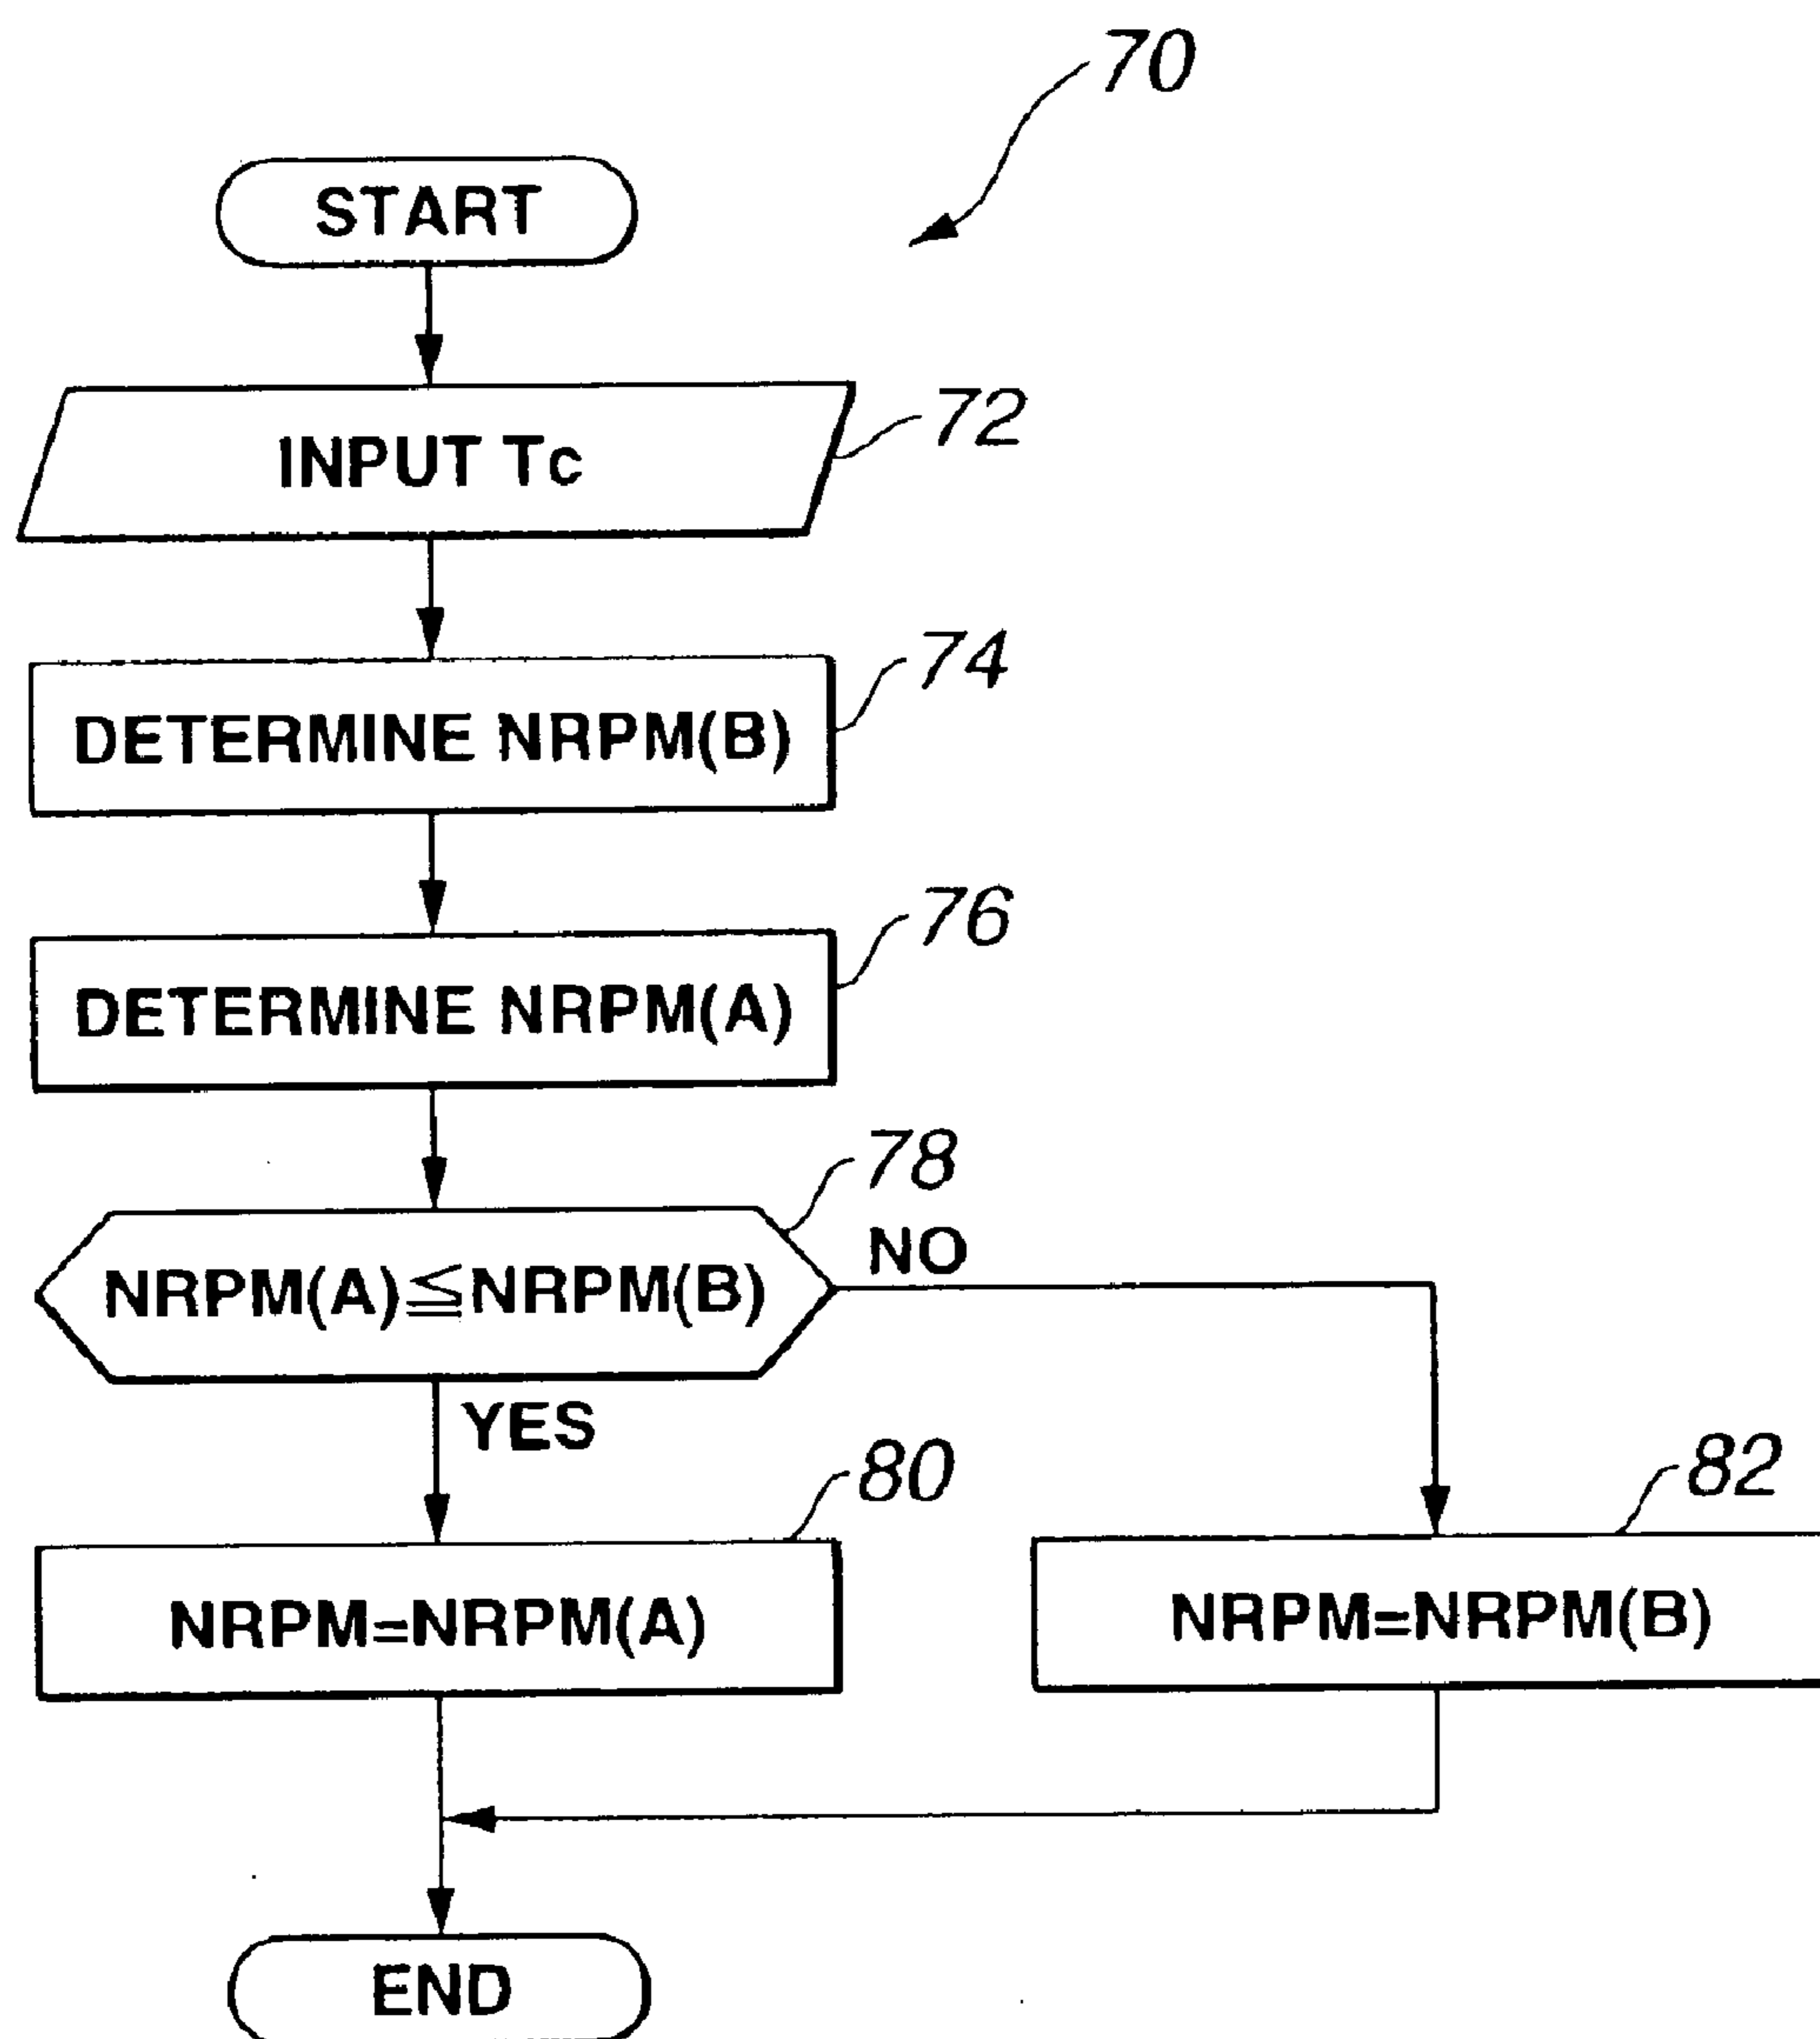 70
START
INPUT Tc
72
DETERMINE NRPM(B)
74
DETERMINE NRPM(A)
76
78
NRPM(A)≦NRPM(B)
NO
YES
80
82
NRPM=NRPM(A)
NRPM=NRPM(B)
END